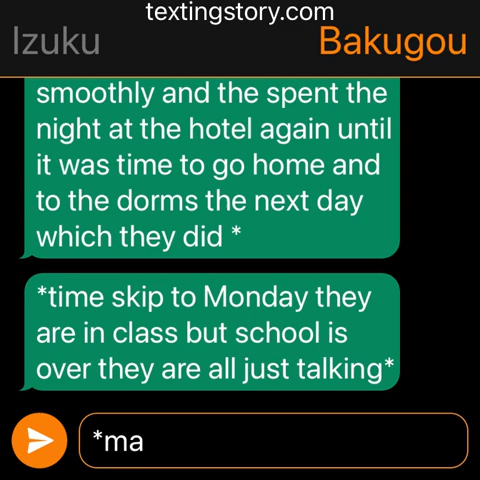 textingstory.com
Izuku
Bakugou
smoothly and the spent the
night at the hotel again until
it was time to go home and
to the dorms the next day
which they did *
*time skip to Monday they
are in class but school is
over they are all just talking*
*ma